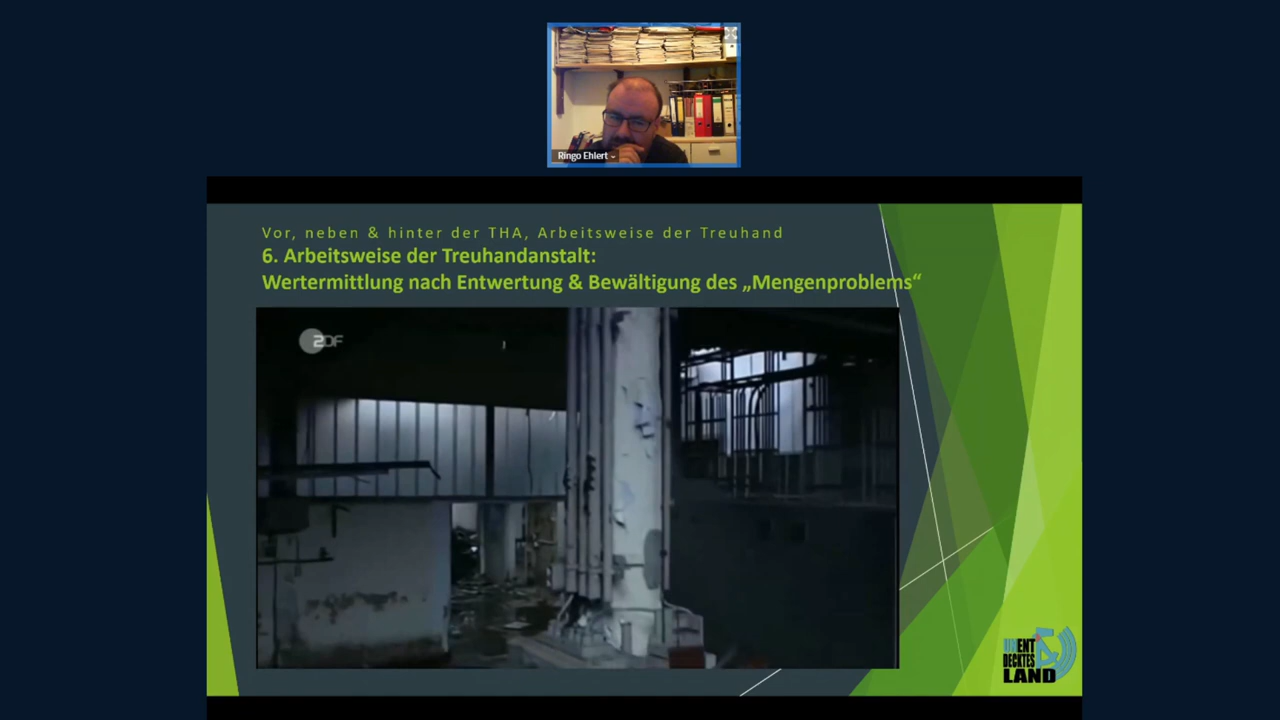 Ringo Ehlert
Vor, neben & hinter der THA, Arbeitsweise der Treuhand
6. Arbeitsweise der Treuhandanstalt:
Wertermittlung nach Entwertung & Bewältigung des „Mengenproblems“
ZDF
UNENT
DECKTES
LAND